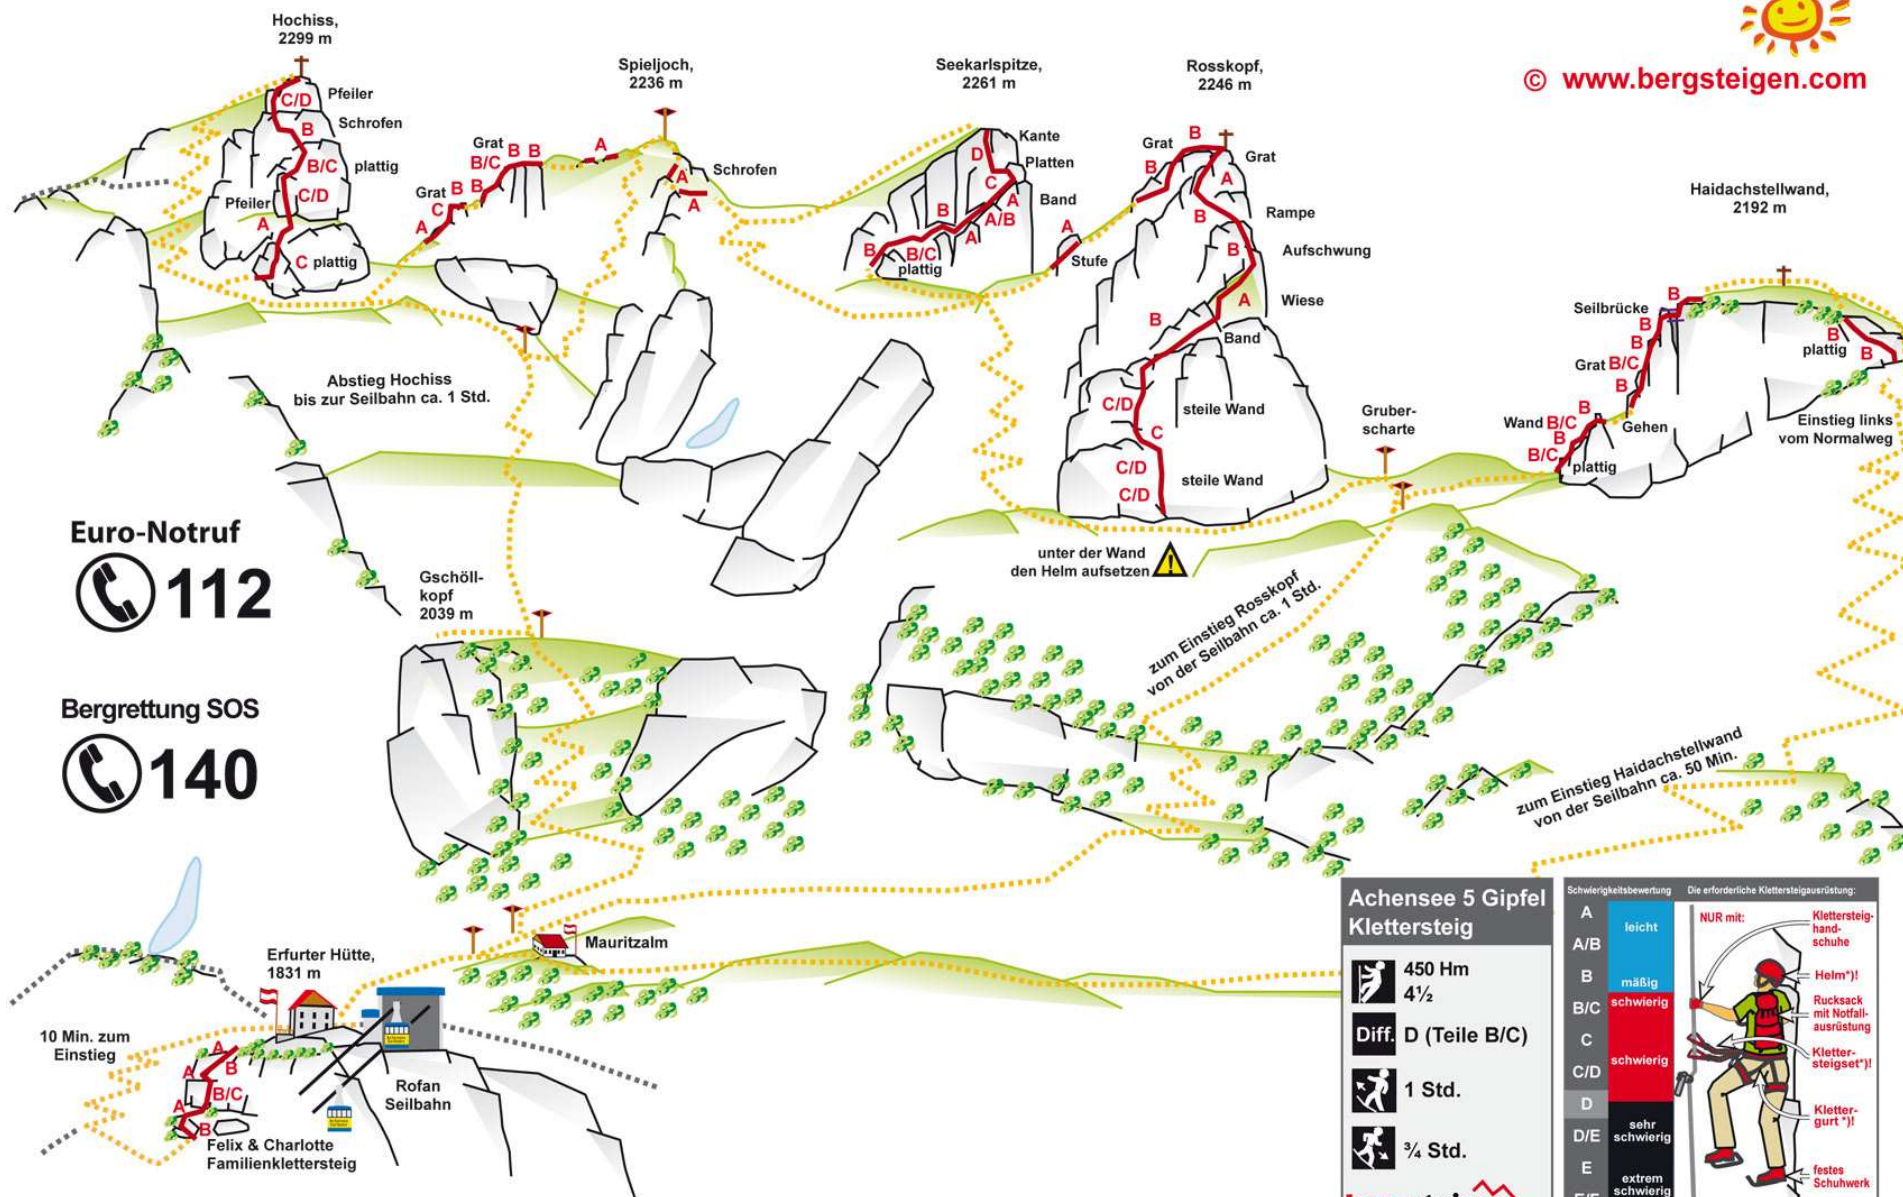 Hochiss,
2299 m
Pfeiler
C/D
Schrofen
B
B/C
plattig
C/D
Pfeiler
A
C
plattig
Spieljoch,
2236 m
Grat
B/C
B
B
A
Grat
B
B
C
A
Schrofen
A
A
Seekarlspitze,
2261 m
Kante
D
Platten
C
A
Band
B
A/B
A
B
B/C
plattig
A
Stufe
Rosskopf,
2246 m
B
Grat
Grat
B
A
B
Rampe
B
Aufschwung
A
Wiese
B
Band
C/D
steile Wand
C
C/D
C/D
steile Wand
© www.bergsteigen.com
Haidachstellwand,
2192 m
B
Seilbrücke
B
B
Grat B/C
B
B
plattig
B
B
Wand B/C
Gehen
B
B/C
plattig
Einstieg links
vom Normalweg
Gruber-
scharte
Abstieg Hochiss
bis zur Seilbahn ca. 1 Std.
unter der Wand
den Helm aufsetzen
Euro-Notruf
112
Gschöll-
kopf
2039 m
zum Einstieg Rosskopf
von der Seilbahn ca. 1 Std.
Bergrettung SOS
140
zum Einstieg Haidachstellwand
von der Seilbahn ca. 50 Min.
Mauritzalm
Erfurter Hütte,
1831 m
10 Min. zum
Einstieg
A
B
A
B/C
A
B
Rofan
Seilbahn
Felix & Charlotte
Familienklettersteig
Achensee 5 Gipfel
Klettersteig
450 Hm
4½
Diff. D (Teile B/C)
1 Std.
¾ Std.
Schwierigkeitsbewertung
A
leicht
A/B
B
mäßig
B/C
schwierig
C
schwierig
C/D
D
D/E
sehr
schwierig
E
extrem
schwierig
Die erforderliche Klettersteigausrüstung:
NUR mit:
Klettersteig-
hand-
schuhe
Helm*)!
Rucksack
mit Notfall-
ausrüstung
Kletter-
steigset*)!
Kletter-
gurt *)!
festes
Schuhwerk